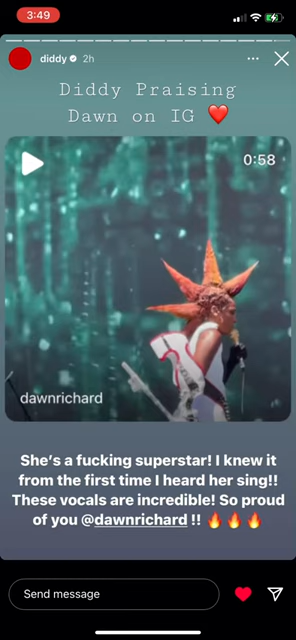 3:49
diddy 2h
Diddy Praising
Dawn on IG ❤️
0:58
dawnrichard
She's a fucking superstar! I knew it
from the first time I heard her sing!!
These vocals are incredible! So proud
of you @dawnrichard !! 🔥🔥🔥
Send message